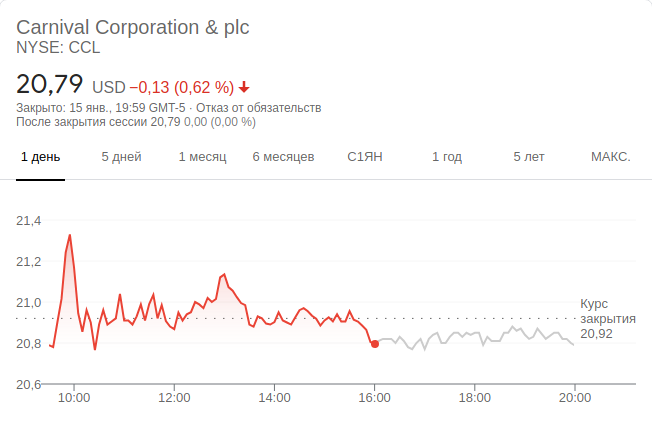 Carnival Corporation & plc
NYSE: CCL
20,79 USD −0,13 (0,62 %)
Закрыто: 15 янв., 19:59 GMT-5 · Отказ от обязательств
После закрытия сессии 20,79 0,00 (0,00 %)
1 день 5 дней 1 месяц 6 месяцев С1ЯН 1 год 5 лет МАКС.
21,4
21,2
21,0
20,8
20,6
Курс
закрытия
20,92
10:00 12:00 14:00 16:00 18:00 20:00